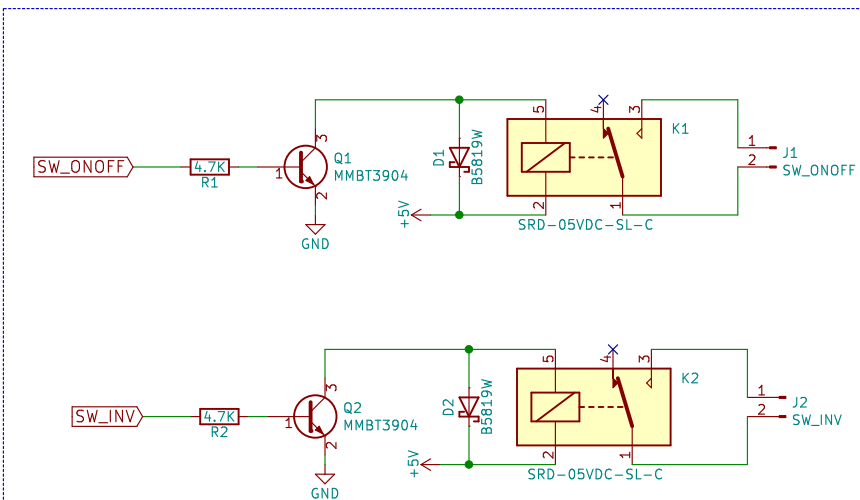 5
4
3
K1
SW_ONOFF
4.7K
R1
1
3
Q1
MMBT3904
2
GND
D1
B5819W
+5V
2
1
SRD-05VDC-SL-C
1
2
J1
SW_ONOFF
5
4
3
K2
SW_INV
4.7K
R2
1
3
Q2
MMBT3904
2
GND
D2
B5819W
+5V
2
1
SRD-05VDC-SL-C
1
2
J2
SW_INV